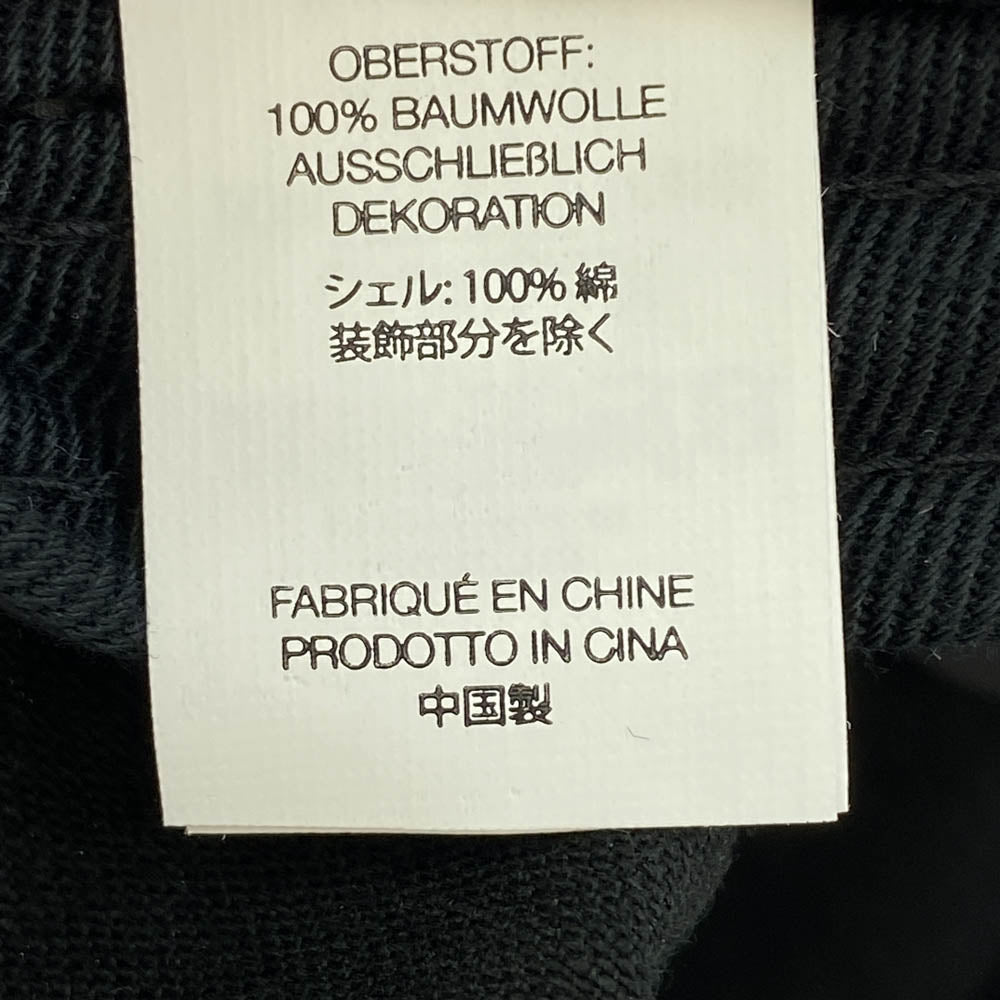 OBERSTOFF:
100% BAUMWOLLE
AUSSCHLIEßLICH
DEKORATION
シェル: 100% 綿
装飾部分を除く
FABRIQUÉ EN CHINE
PRODOTTO IN CINA
中国製